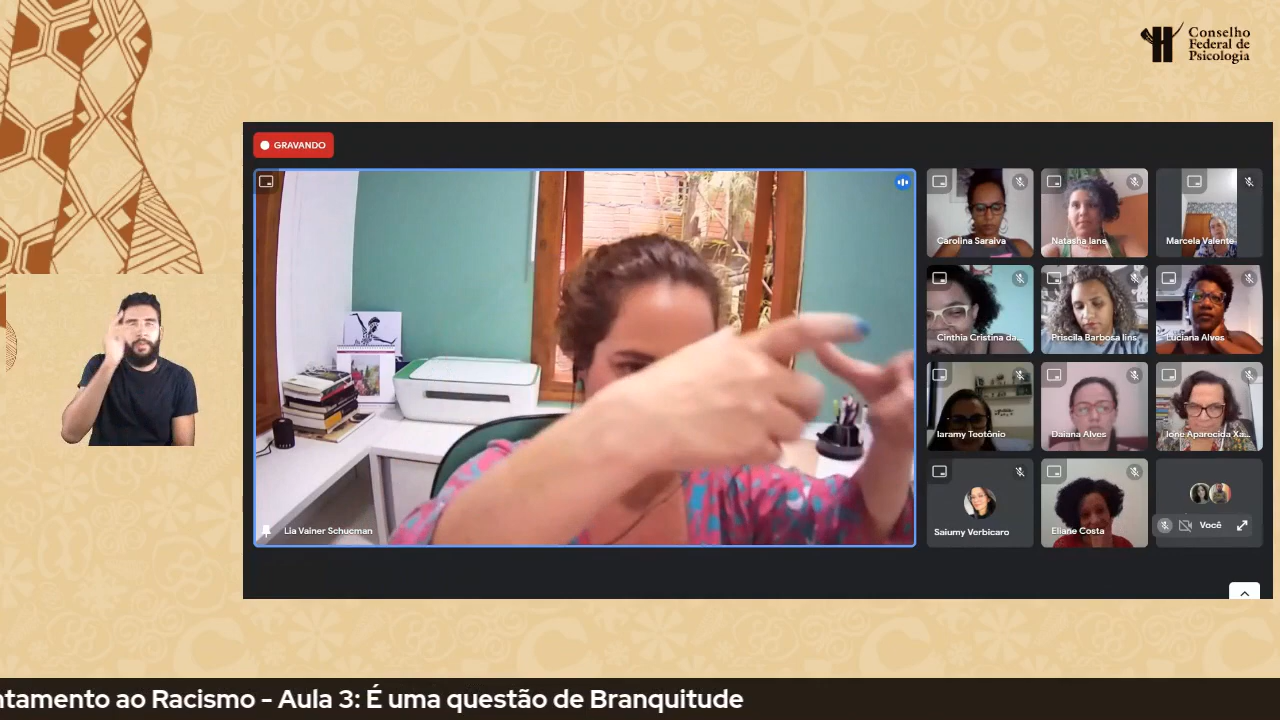 Conselho
Federal de
Psicologia
GRAVANDO
Lia Vainer Schucman
Carolina Saraiva
Natasha Iane
Marcela Valente
Cinthia Cristina da...
Priscila Barbosa lins
Luciana Alves
Iaramy Teotônio
Daiana Alves
Ione Aparecida Xa...
Saiumy Verbicaro
Eliane Costa
Você
ntamento ao Racismo - Aula 3: É uma questão de Branquitude